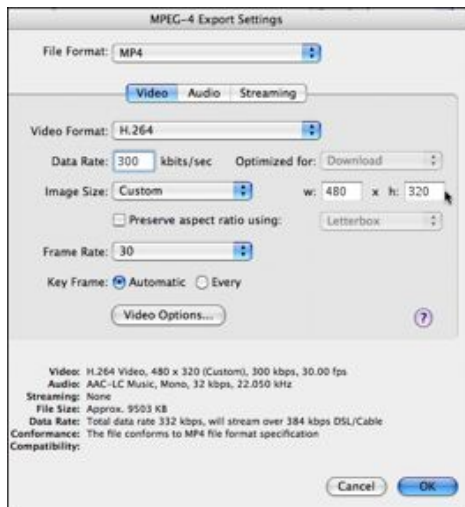 MPEG-4 Export Settings
File Format: MP4
Video Audio Streaming
Video Format: H.264
Data Rate: 300 kbits/sec Optimized for: Download
Image Size: Custom w: 480 x h: 320
Preserve aspect ratio using: Letterbox
Frame Rate: 30
Key Frame: Automatic Every
Video Options... ?
Video: H.264 Video, 480 x 320 (Custom), 300 kbps, 30.00 fps
Audio: AAC-LC Music, Mono, 32 kbps, 22.050 kHz
Streaming: None
File Size: Approx. 9503 KB
Data Rate: Total data rate 332 kbps, will stream over 384 kbps DSL/Cable
Conformance: The file conforms to MP4 file format specification
Compatibility:
Cancel OK